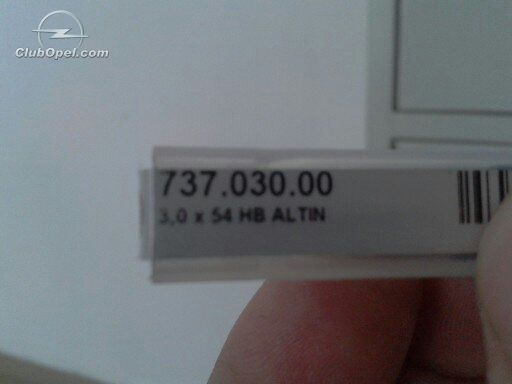 ClubOpel.com
737.030.00
3,0 x 54 HB ALTIN